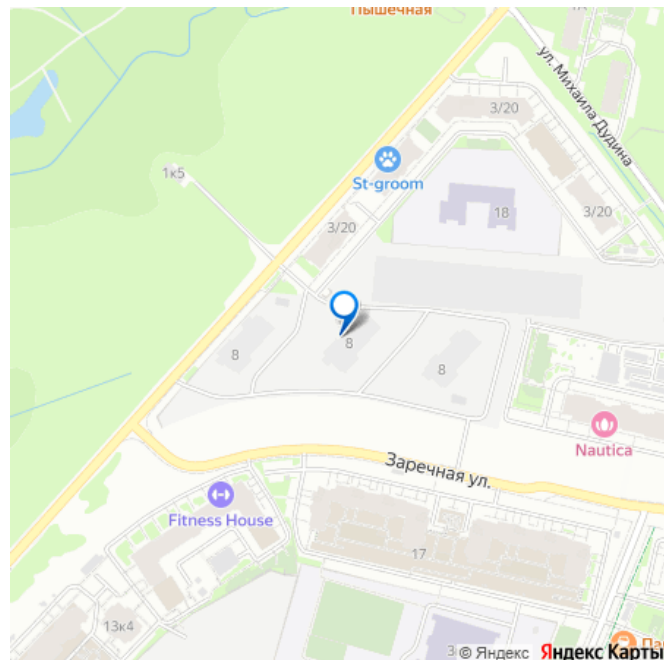 Пышечная
ул. Михаила Дудина
3/20
St-groom
1к5
18
3/20
3/20
8
8
8
Nautica
Заречная ул.
Fitness House
17
13к4
© Яндекс Яндекс Карты